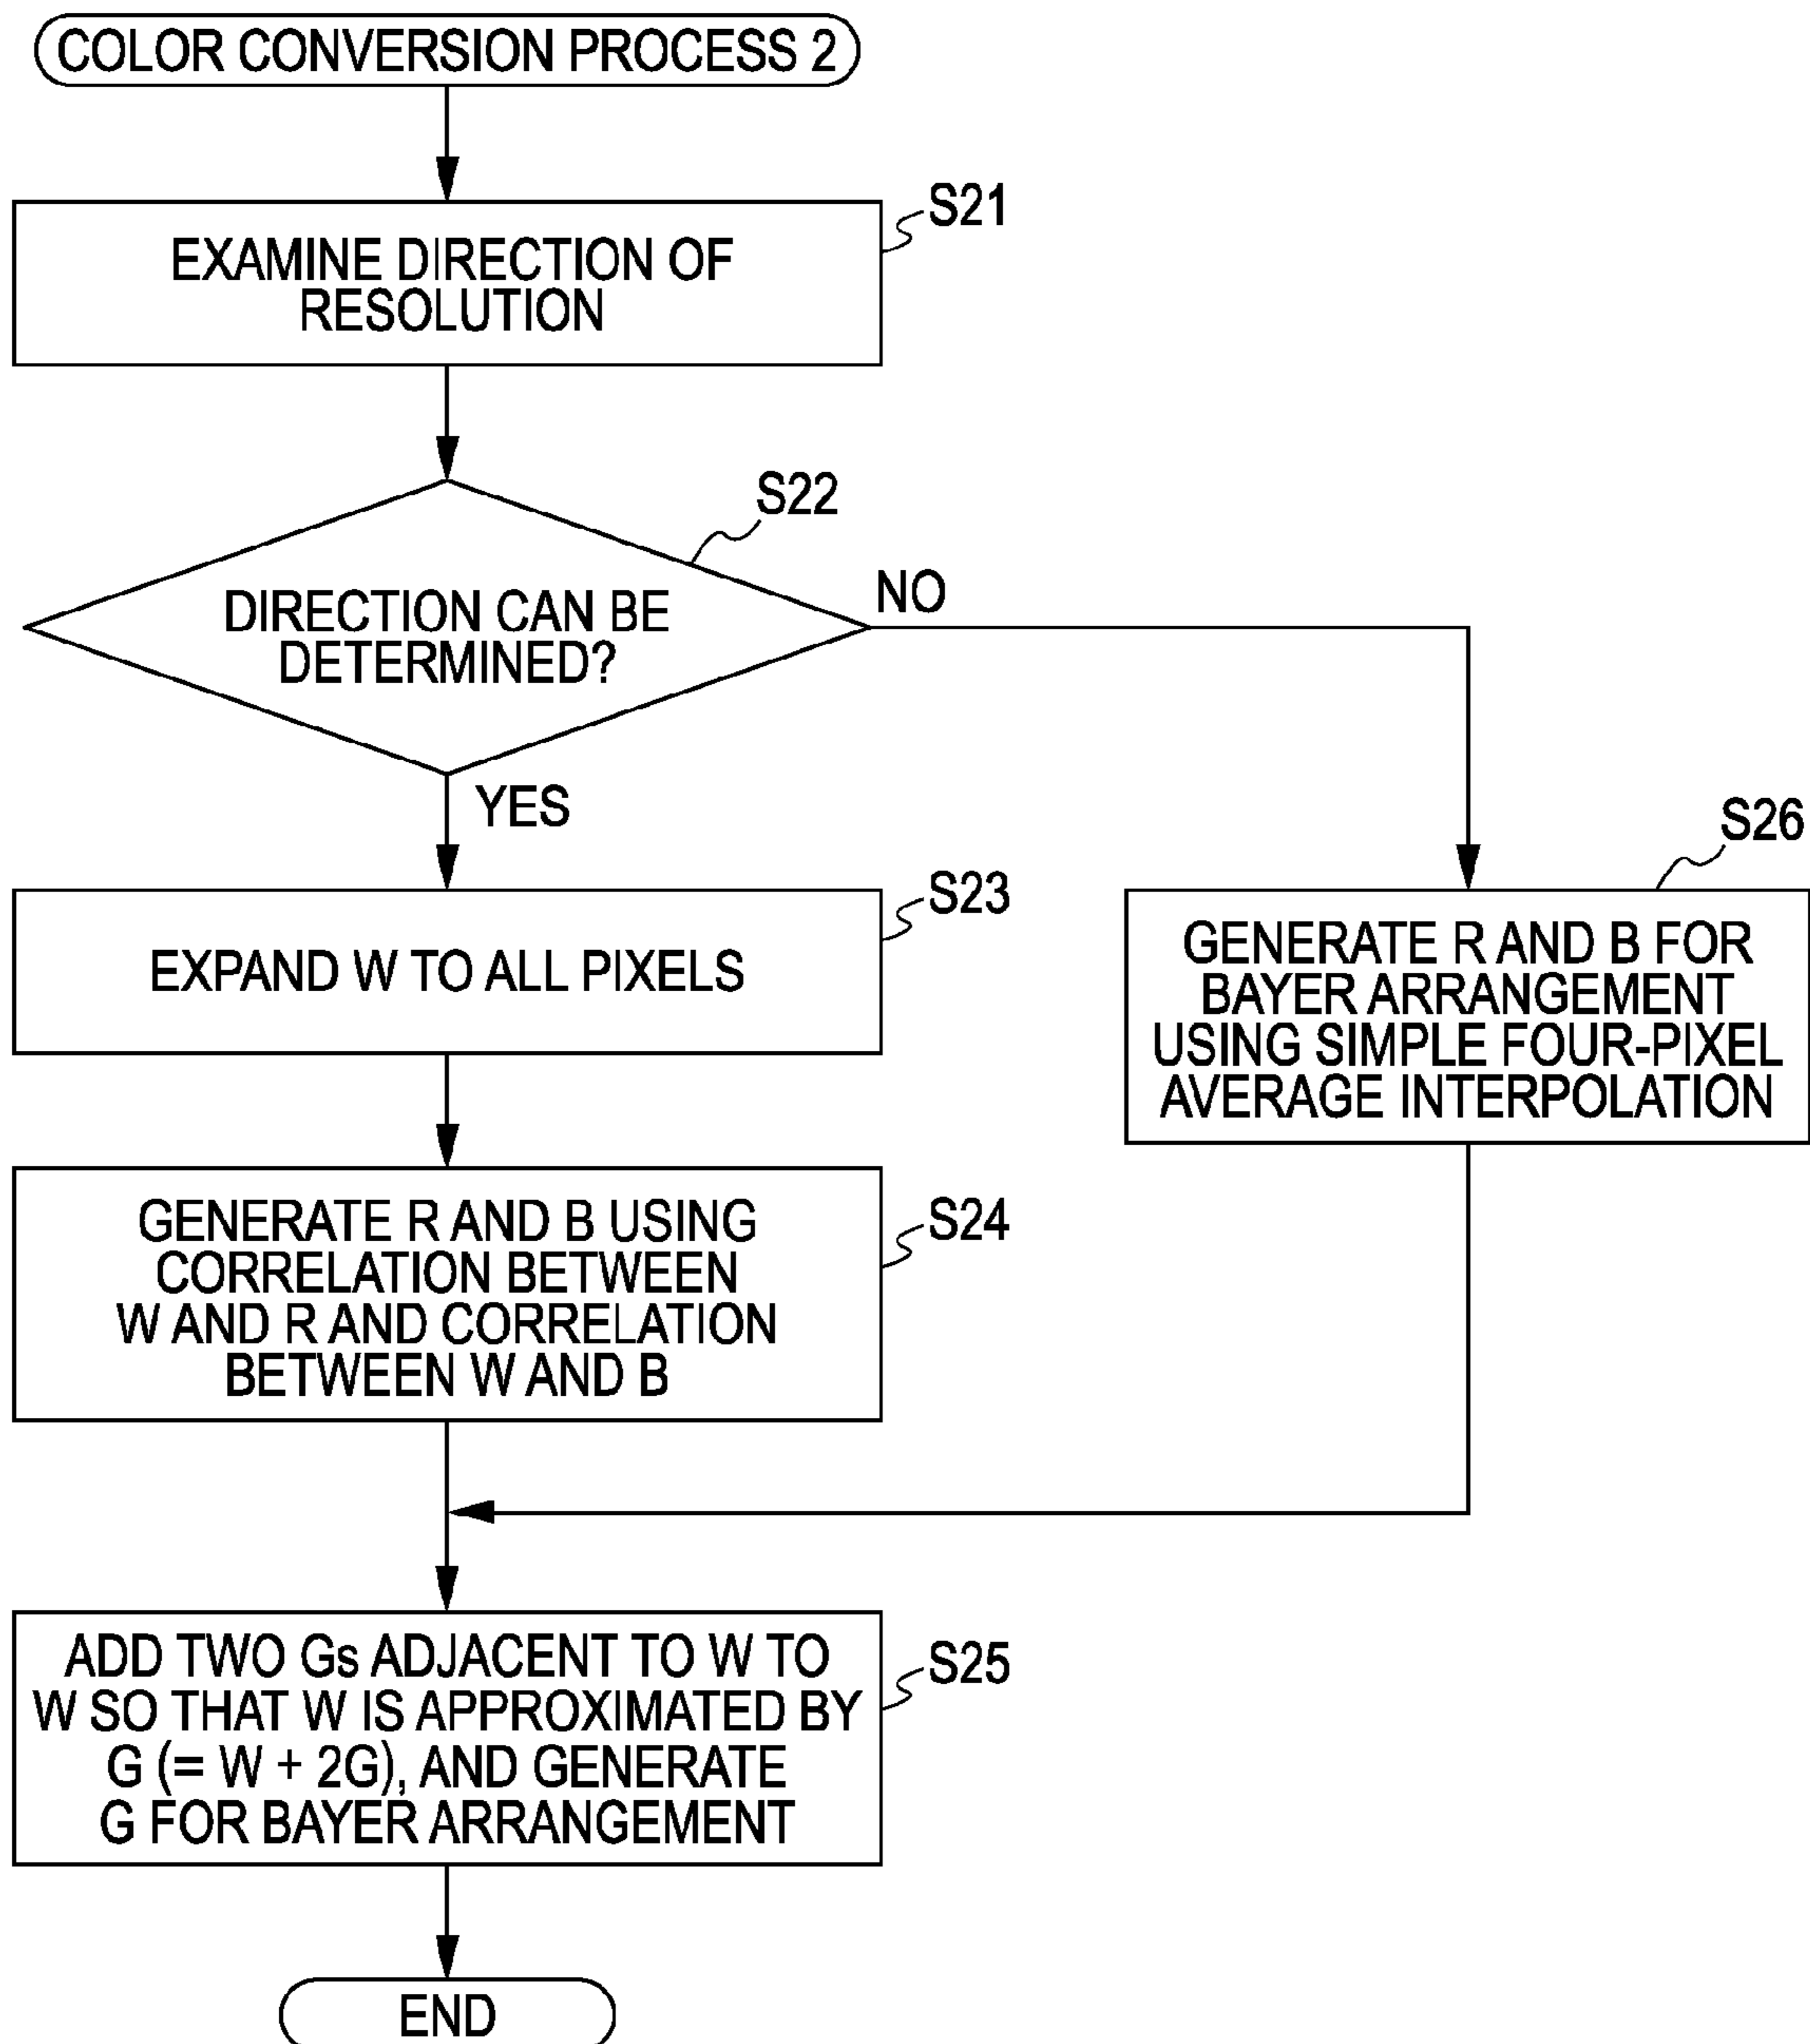 COLOR CONVERSION PROCESS 2
S21
EXAMINE DIRECTION OF
RESOLUTION
S22
DIRECTION CAN BE
DETERMINED?
NO
YES
S23
EXPAND W TO ALL PIXELS
S26
GENERATE R AND B FOR
BAYER ARRANGEMENT
USING SIMPLE FOUR-PIXEL
AVERAGE INTERPOLATION
S24
GENERATE R AND B USING
CORRELATION BETWEEN
W AND R AND CORRELATION
BETWEEN W AND B
S25
ADD TWO Gs ADJACENT TO W TO
W SO THAT W IS APPROXIMATED BY
G (= W + 2G), AND GENERATE
G FOR BAYER ARRANGEMENT
END